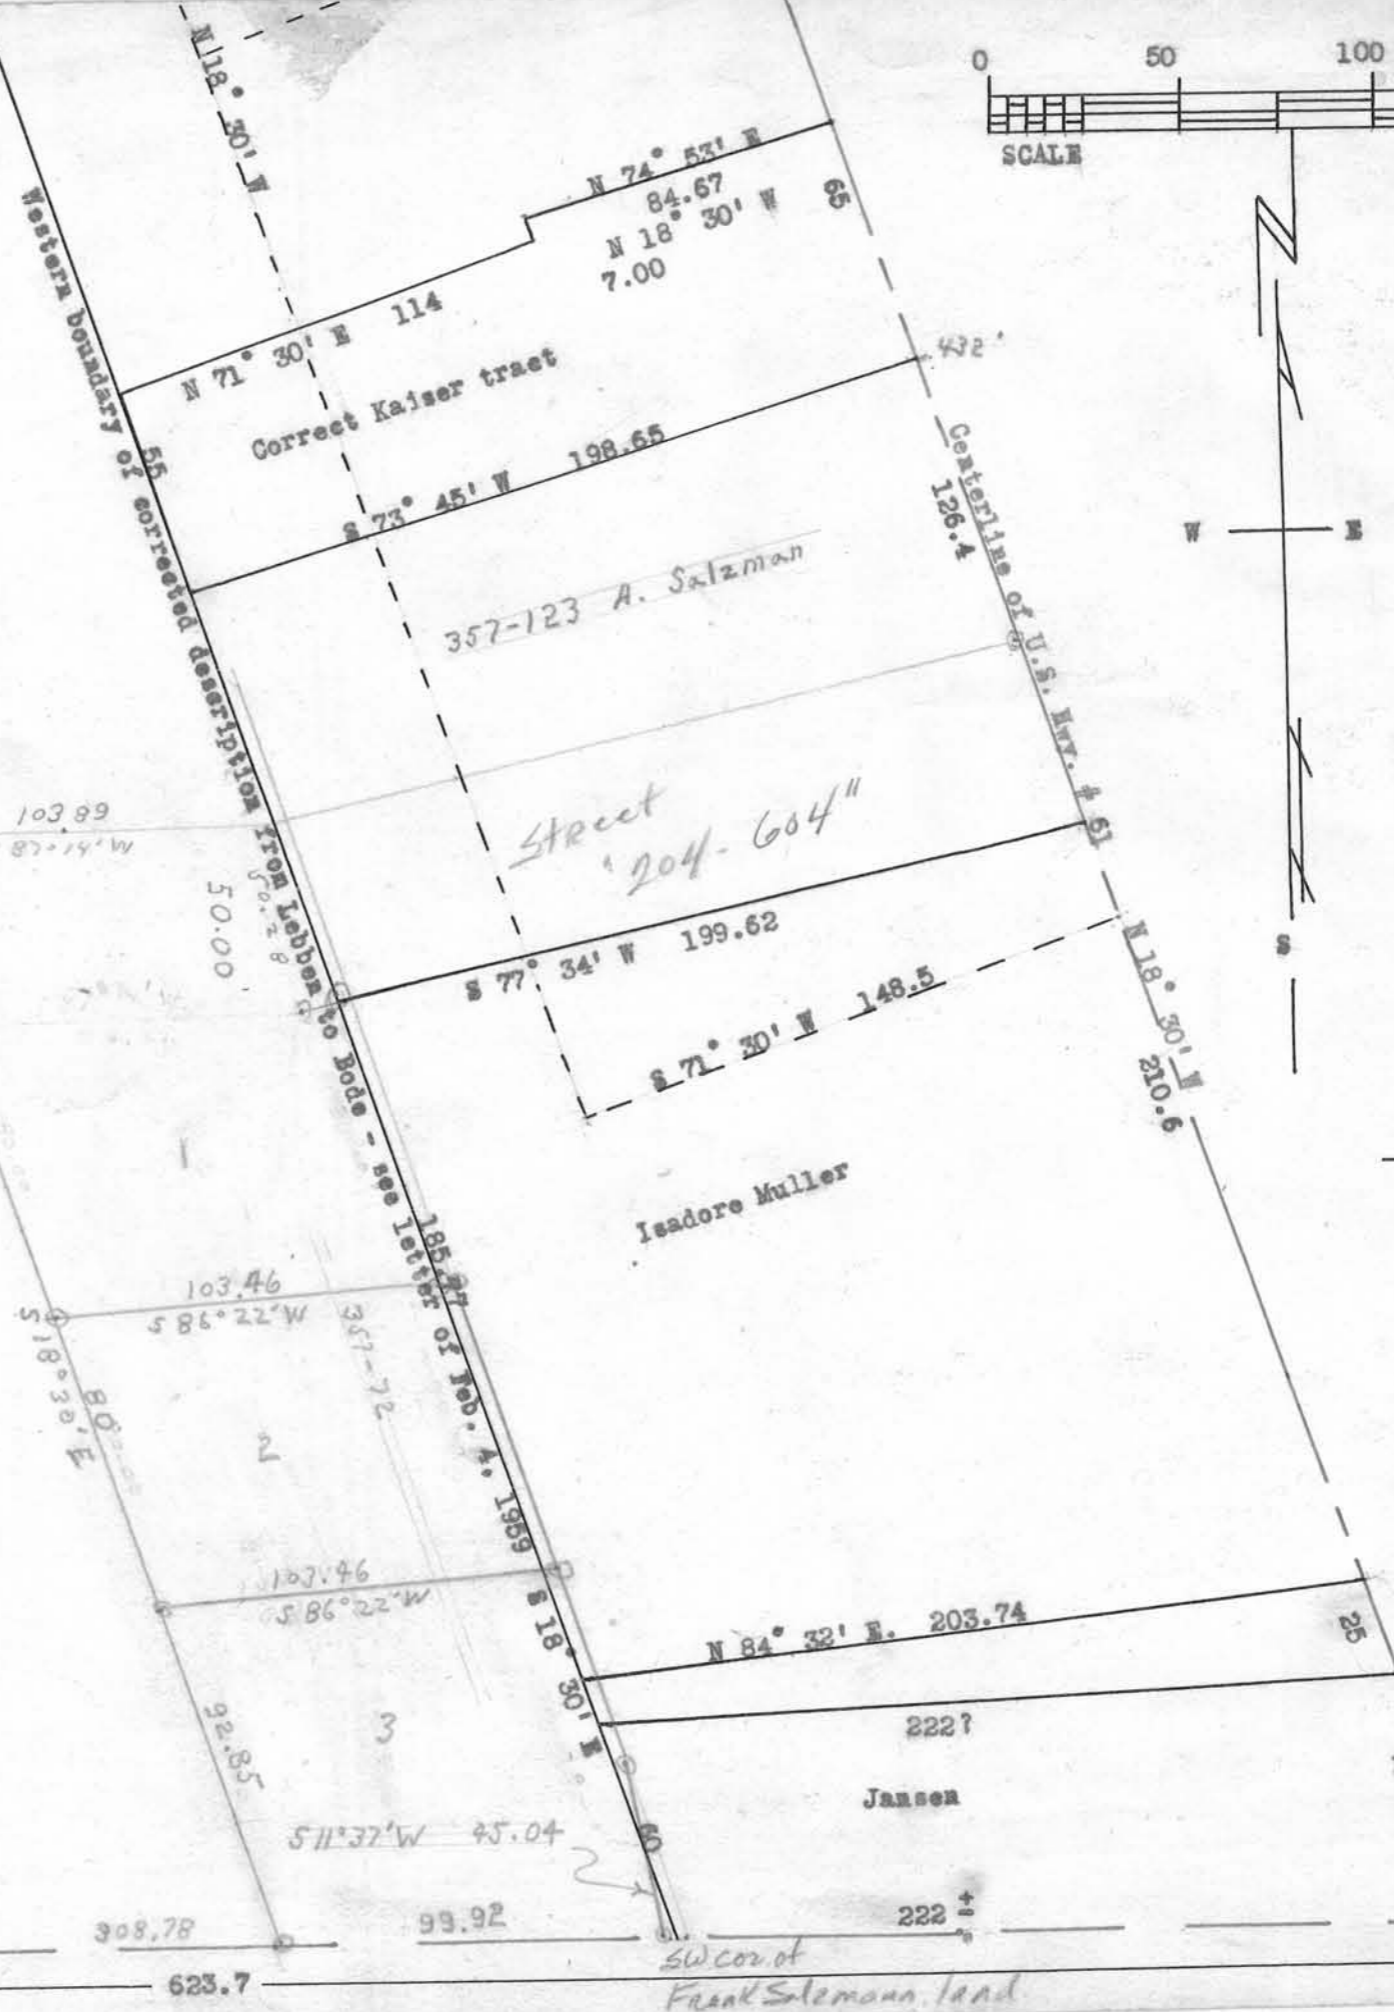 0 50 100
SCALE
N 18° 30' W
N 74° 53' E
84.67
N 18° 30' W
7.00
65
N 71° 30' E 114
Correct Kaiser tract
432'
55
S 73° 45' W 198.65
Western boundary of corrected description from Lebben to Bode - see letter of Feb. 4, 1959
Centerline of U.S. Hwy. # 61
126.4
W E
S
357-123 A. Salzman
Street
"204-604"
103.89
50.00
50.28
S 77° 34' W 199.62
S 71° 30' W 148.5
N 18° 30' W
210.6
Isadore Muller
1
185.77
103.46
S 86° 22' W
357-72
S 18° 30' E
80
2
103.46
S 86° 22' W
S 18° 30' E
N 84° 32' E. 203.74
25
92.85
3
222?
Jansen
S 11° 37' W 45.04
60
308.78
99.92
222 ±
SW cor. of
Frank Salzmann land
623.7